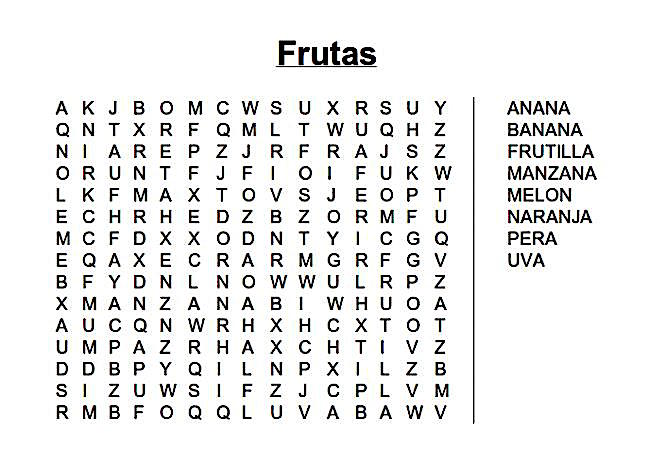 Frutas
A K J B O M C W S U X R S U Y
Q N T X R F Q M L T W U Q H Z
N I A R E P Z J R F R A J S Z
O R U N T F J F I O I F U K W
L K F M A X T O V S J E O P T
E C H R H E D Z B Z O R M F U
M C F D X X O D N T Y I C G Q
E Q A X E C R A R M G R F G V
B F Y D N L N O W W U L R P Z
X M A N Z A N A B I W H U O A
A U C Q N W R H X H C X T O T
U M P A Z R H A X C H T I V Z
D D B P Y Q I L N P X I L Z B
S I Z U W S I F Z J C P L V M
R M B F O Q Q L U V A B A W V
ANANA
BANANA
FRUTILLA
MANZANA
MELON
NARANJA
PERA
UVA